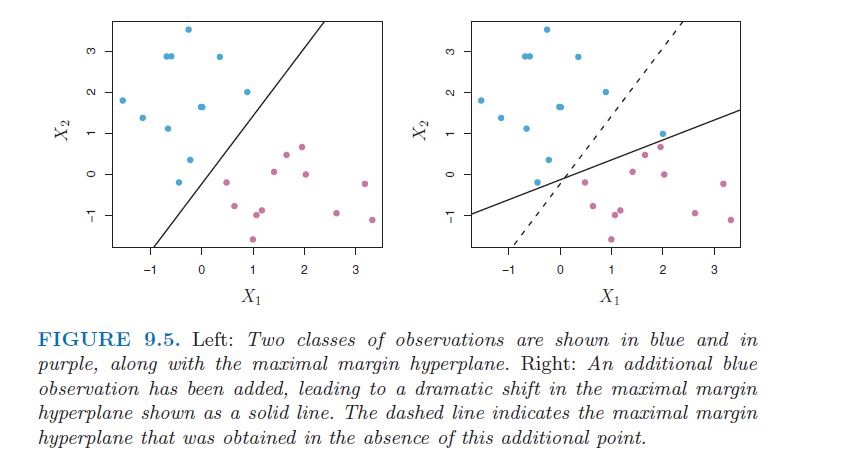 3
2
1
0
−1
X2
−1 0 1 2 3
X1
3
2
1
0
−1
X2
−1 0 1 2 3
X1
FIGURE 9.5. Left: Two classes of observations are shown in blue and in
purple, along with the maximal margin hyperplane. Right: An additional blue
observation has been added, leading to a dramatic shift in the maximal margin
hyperplane shown as a solid line. The dashed line indicates the maximal margin
hyperplane that was obtained in the absence of this additional point.